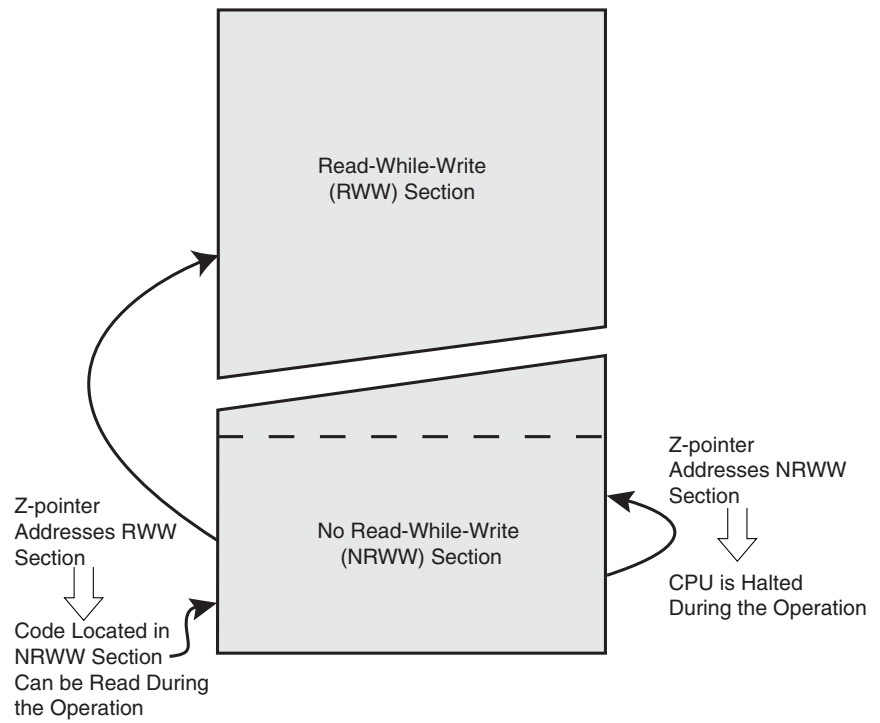 Read-While-Write
(RWW) Section
Z-pointer
Addresses NRWW
Section
Z-pointer
Addresses RWW
Section
No Read-While-Write
(NRWW) Section
CPU is Halted
During the Operation
Code Located in
NRWW Section
Can be Read During
the Operation